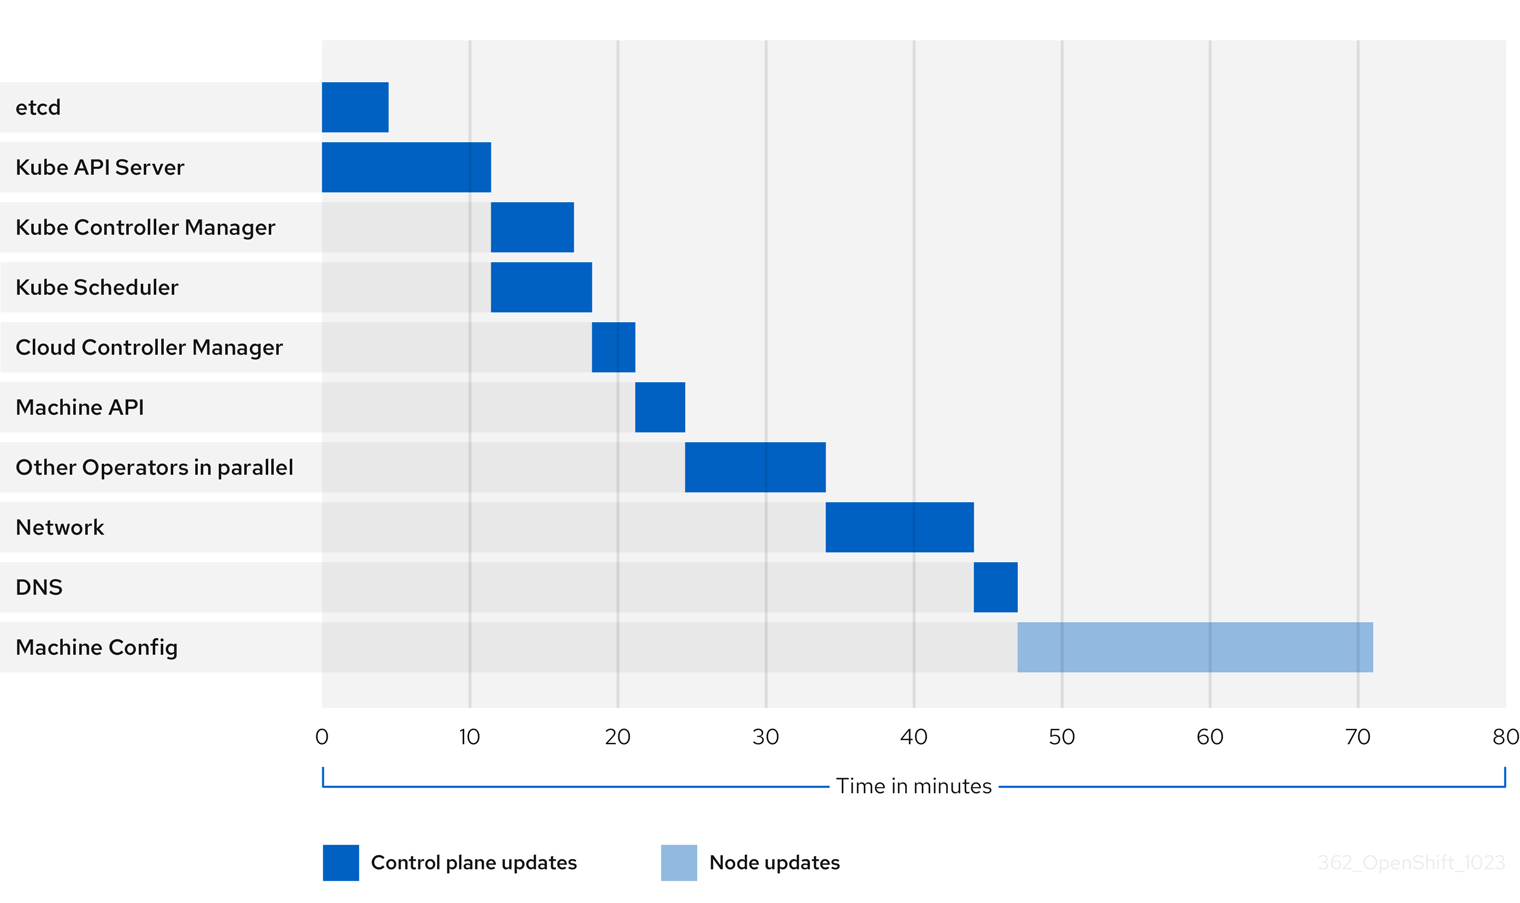 etcd
Kube API Server
Kube Controller Manager
Kube Scheduler
Cloud Controller Manager
Machine API
Other Operators in parallel
Network
DNS
Machine Config
0 10 20 30 40 50 60 70 80
Time in minutes
Control plane updates Node updates 362_OpenShift_1023